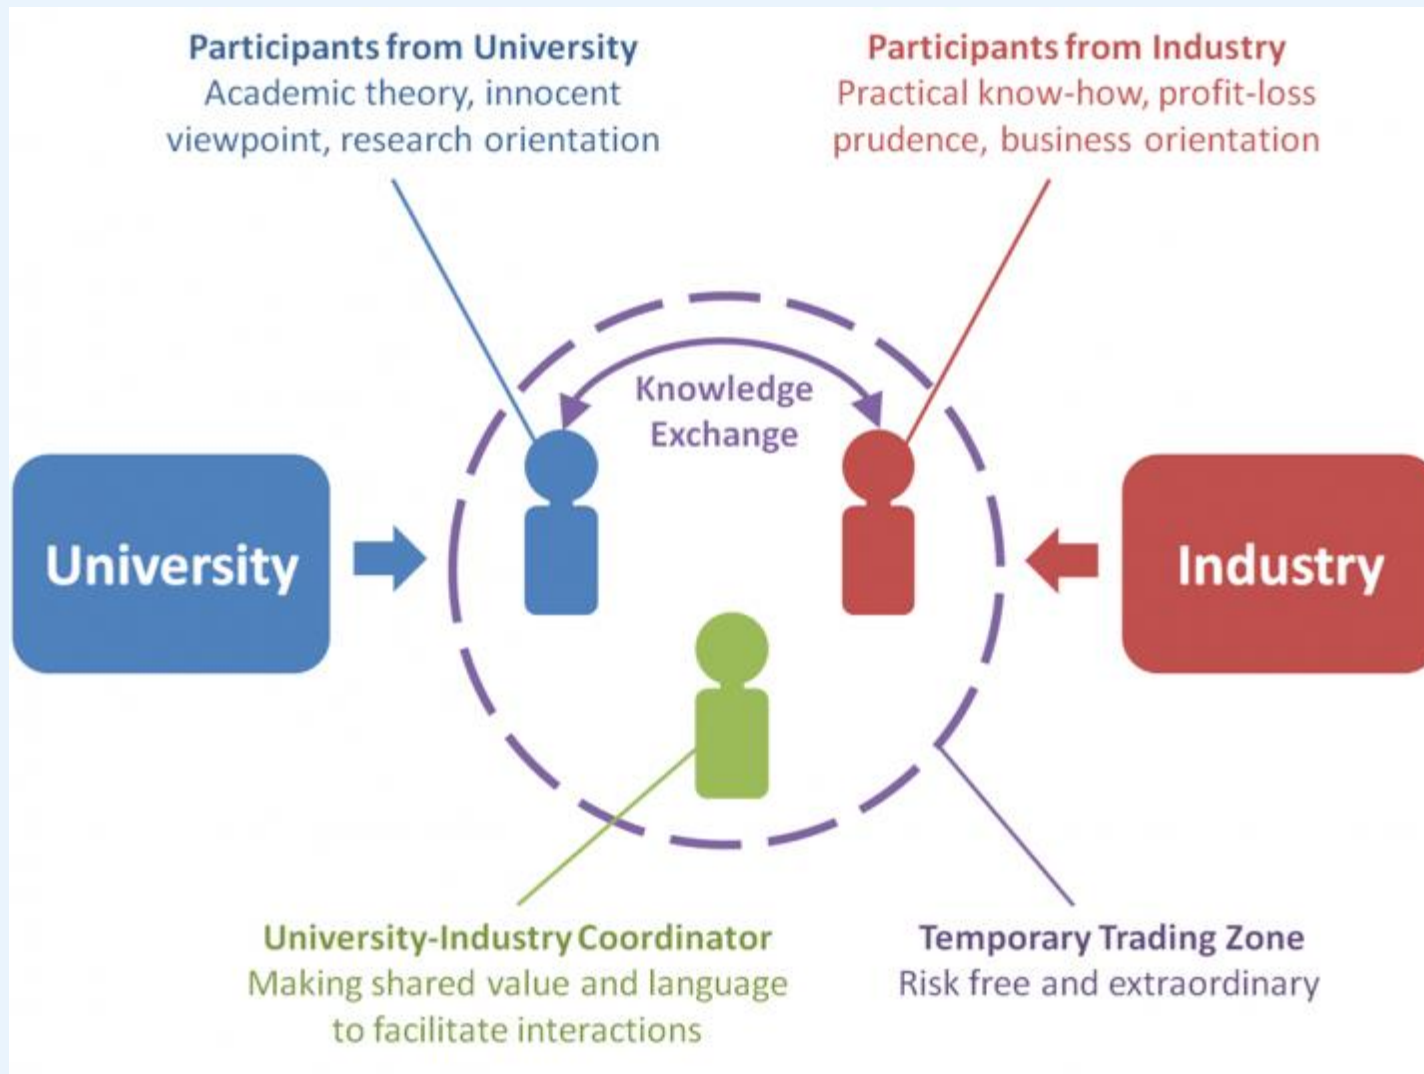 Participants from University
Academic theory, innocent
viewpoint, research orientation
Participants from Industry
Practical know-how, profit-loss
prudence, business orientation
Knowledge
Exchange
University
Industry
University-Industry Coordinator
Making shared value and language
to facilitate interactions
Temporary Trading Zone
Risk free and extraordinary